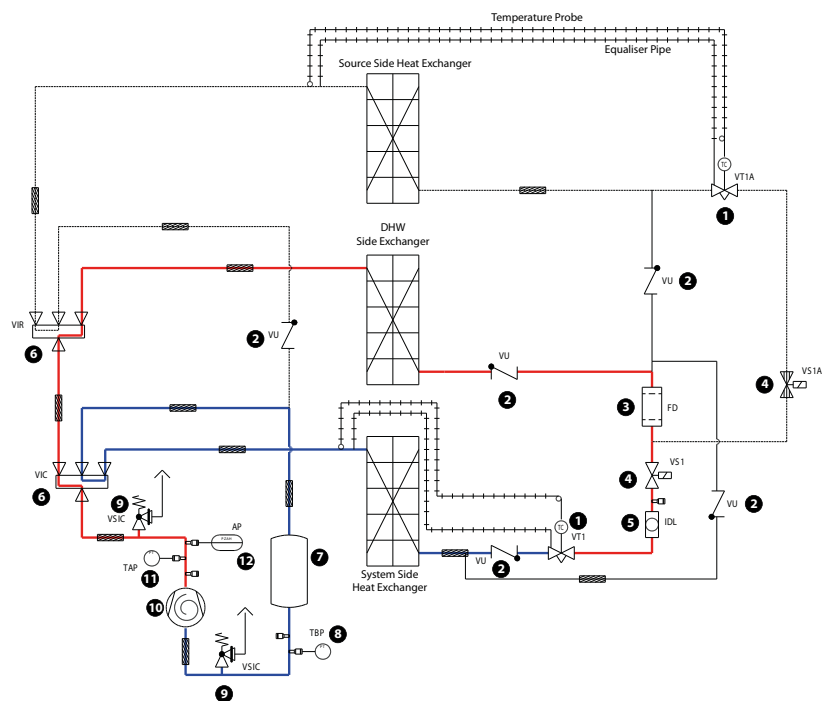 Temperature Probe
Equaliser Pipe
Source Side Heat Exchanger
TC
VT1A
1
DHW
Side Exchanger
VU
2
VIR
6
2
VU
VU
2
3
FD
VS1A
4
4
VS1
VIC
6
9
VSIC
AP
12
TAP
11
10
7
TC
1
VT1
5
IDL
VU
2
VU
2
System Side
Heat Exchanger
TBP
8
VSIC
9